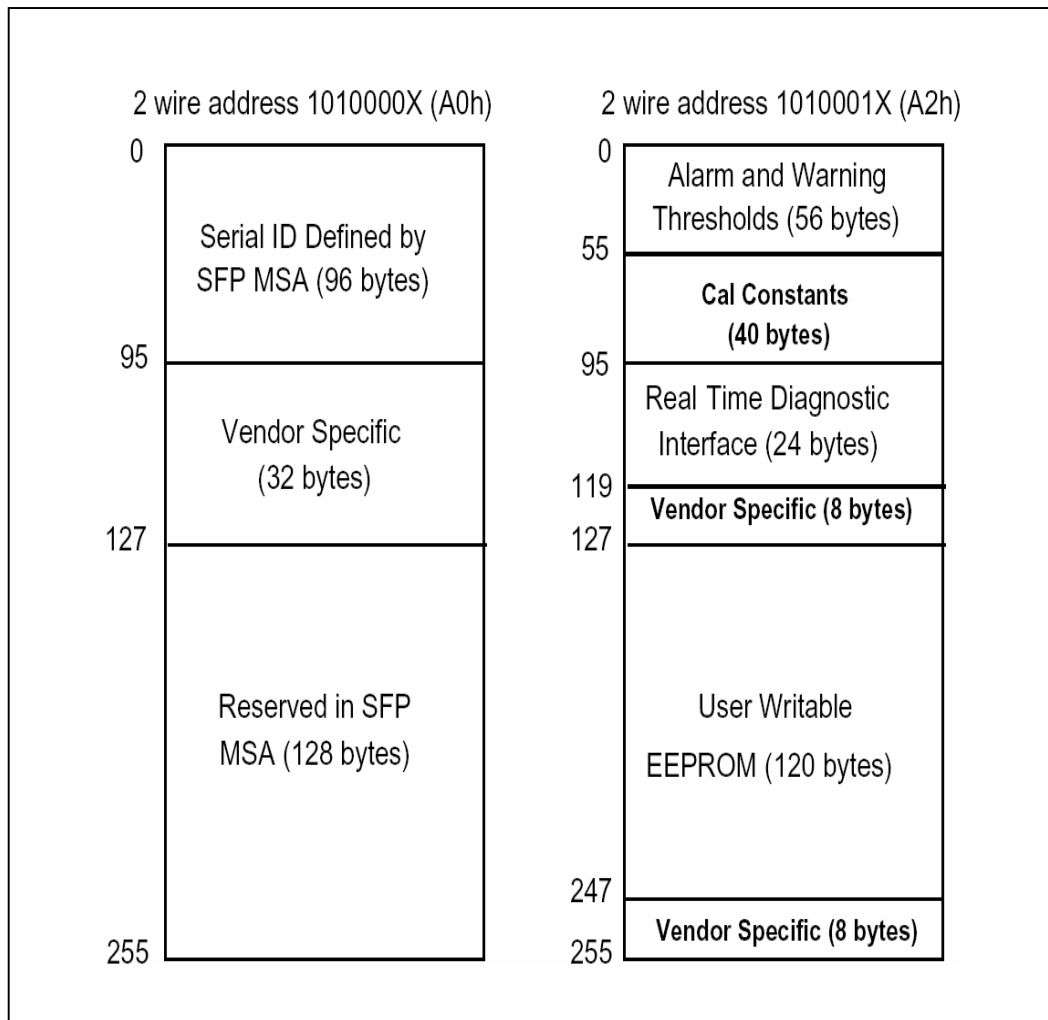 2 wire address 1010000X (A0h)
0
Serial ID Defined by
SFP MSA (96 bytes)
95
Vendor Specific
(32 bytes)
127
Reserved in SFP
MSA (128 bytes)
255
2 wire address 1010001X (A2h)
0
Alarm and Warning
Thresholds (56 bytes)
55
Cal Constants
(40 bytes)
95
Real Time Diagnostic
Interface (24 bytes)
119
Vendor Specific (8 bytes)
127
User Writable
EEPROM (120 bytes)
247
Vendor Specific (8 bytes)
255